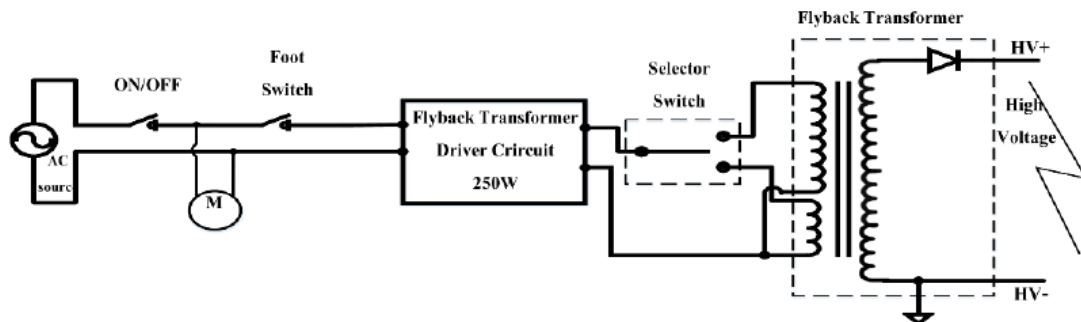 Flyback Transformer
HV+
Foot
Switch
ON/OFF
Selector
Switch
High
Voltage
Flyback Transformer
Driver Crircuit
250W
AC
source
M
HV-